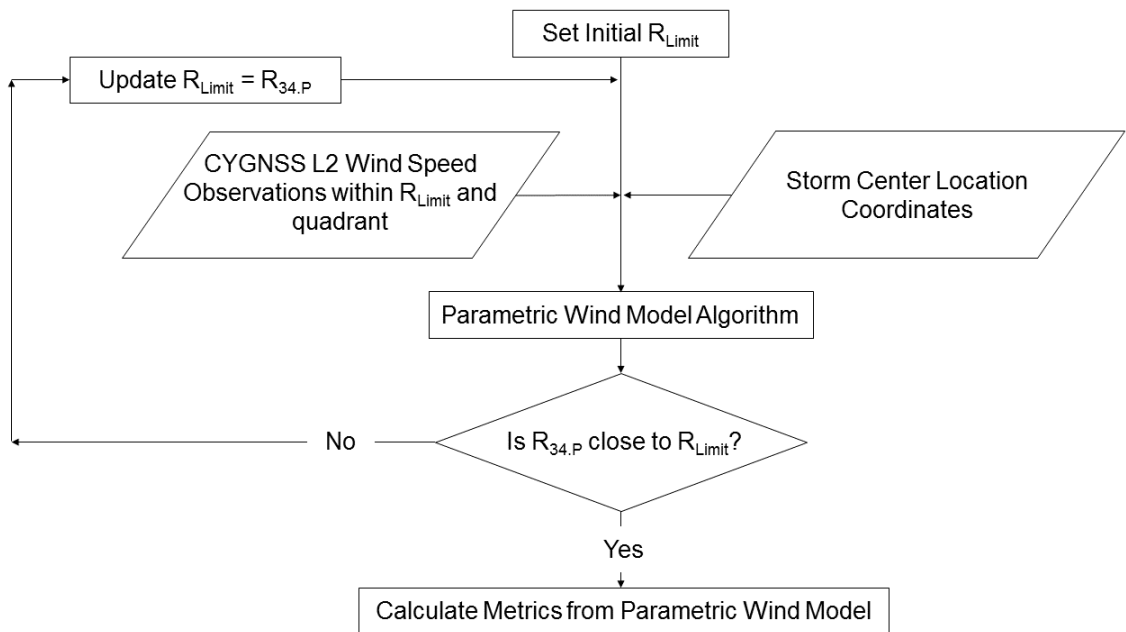 Set Initial R_Limit
Update R_Limit = R_34.P
CYGNSS L2 Wind Speed
Observations within R_Limit and
quadrant
Storm Center Location
Coordinates
Parametric Wind Model Algorithm
Is R_34.P close to R_Limit?
No
Yes
Calculate Metrics from Parametric Wind Model